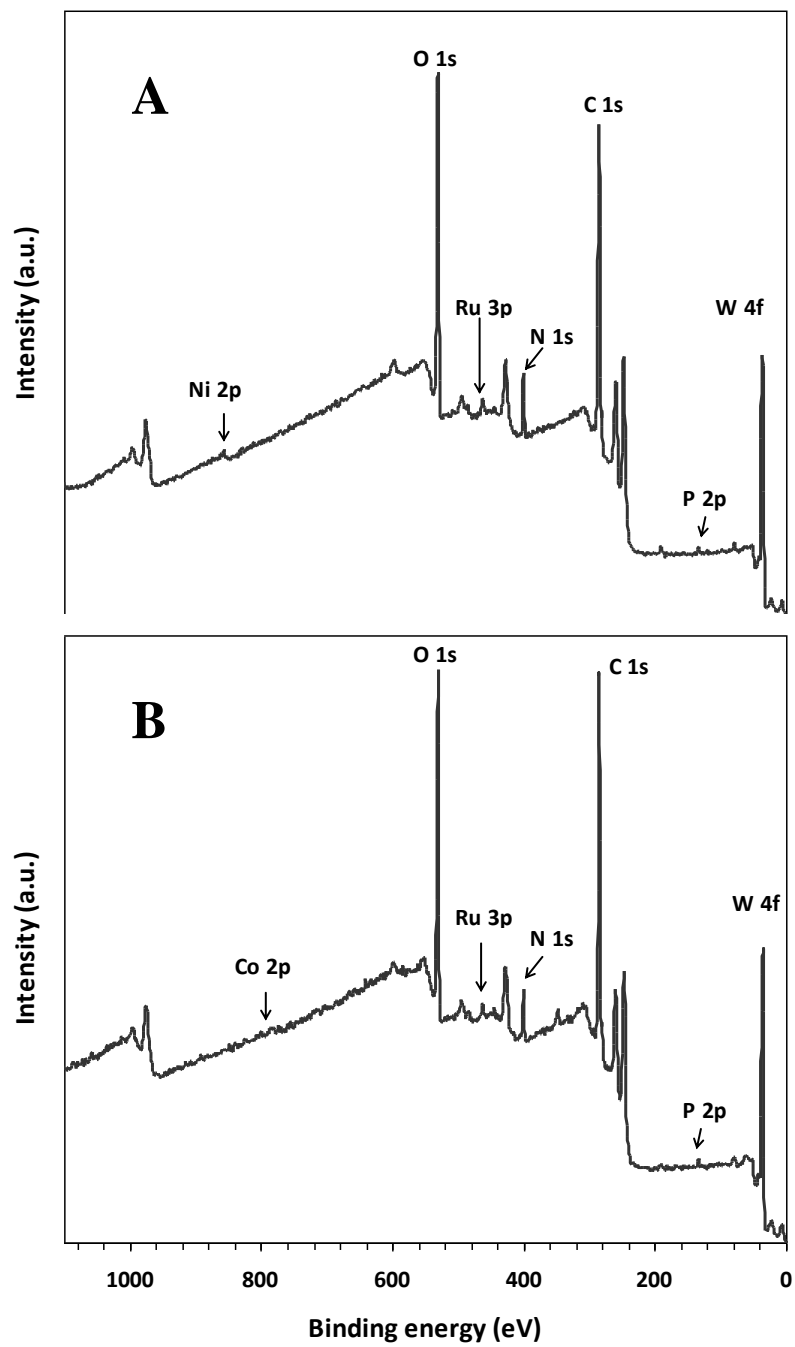 O 1s
A
C 1s
Ru 3p
W 4f
N 1s
Ni 2p
P 2p
Intensity (a.u.)
O 1s
C 1s
B
W 4f
Ru 3p
N 1s
Co 2p
P 2p
Intensity (a.u.)
1000 800 600 400 200 0
Binding energy (eV)